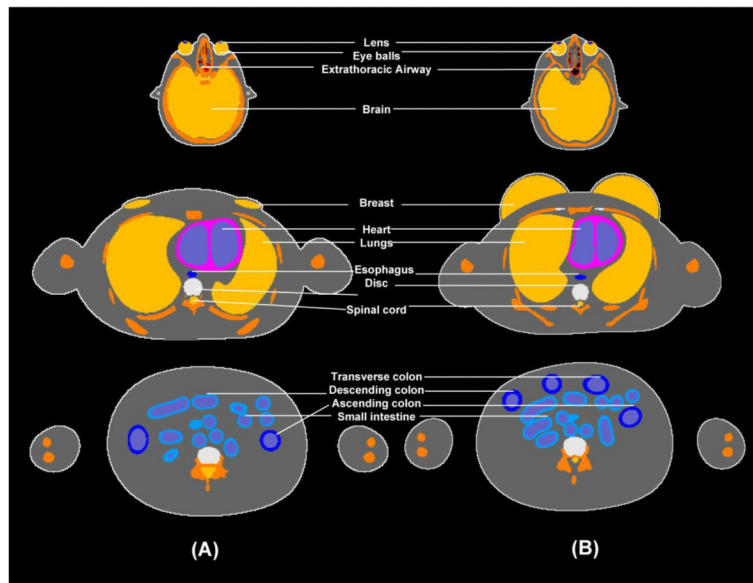 Lens
Eye balls
Extrathoracic Airway
Brain
Breast
Heart
Lungs
Esophagus
Disc
Spinal cord
Transverse colon
Descending colon
Ascending colon
Small intestine
(A)
(B)